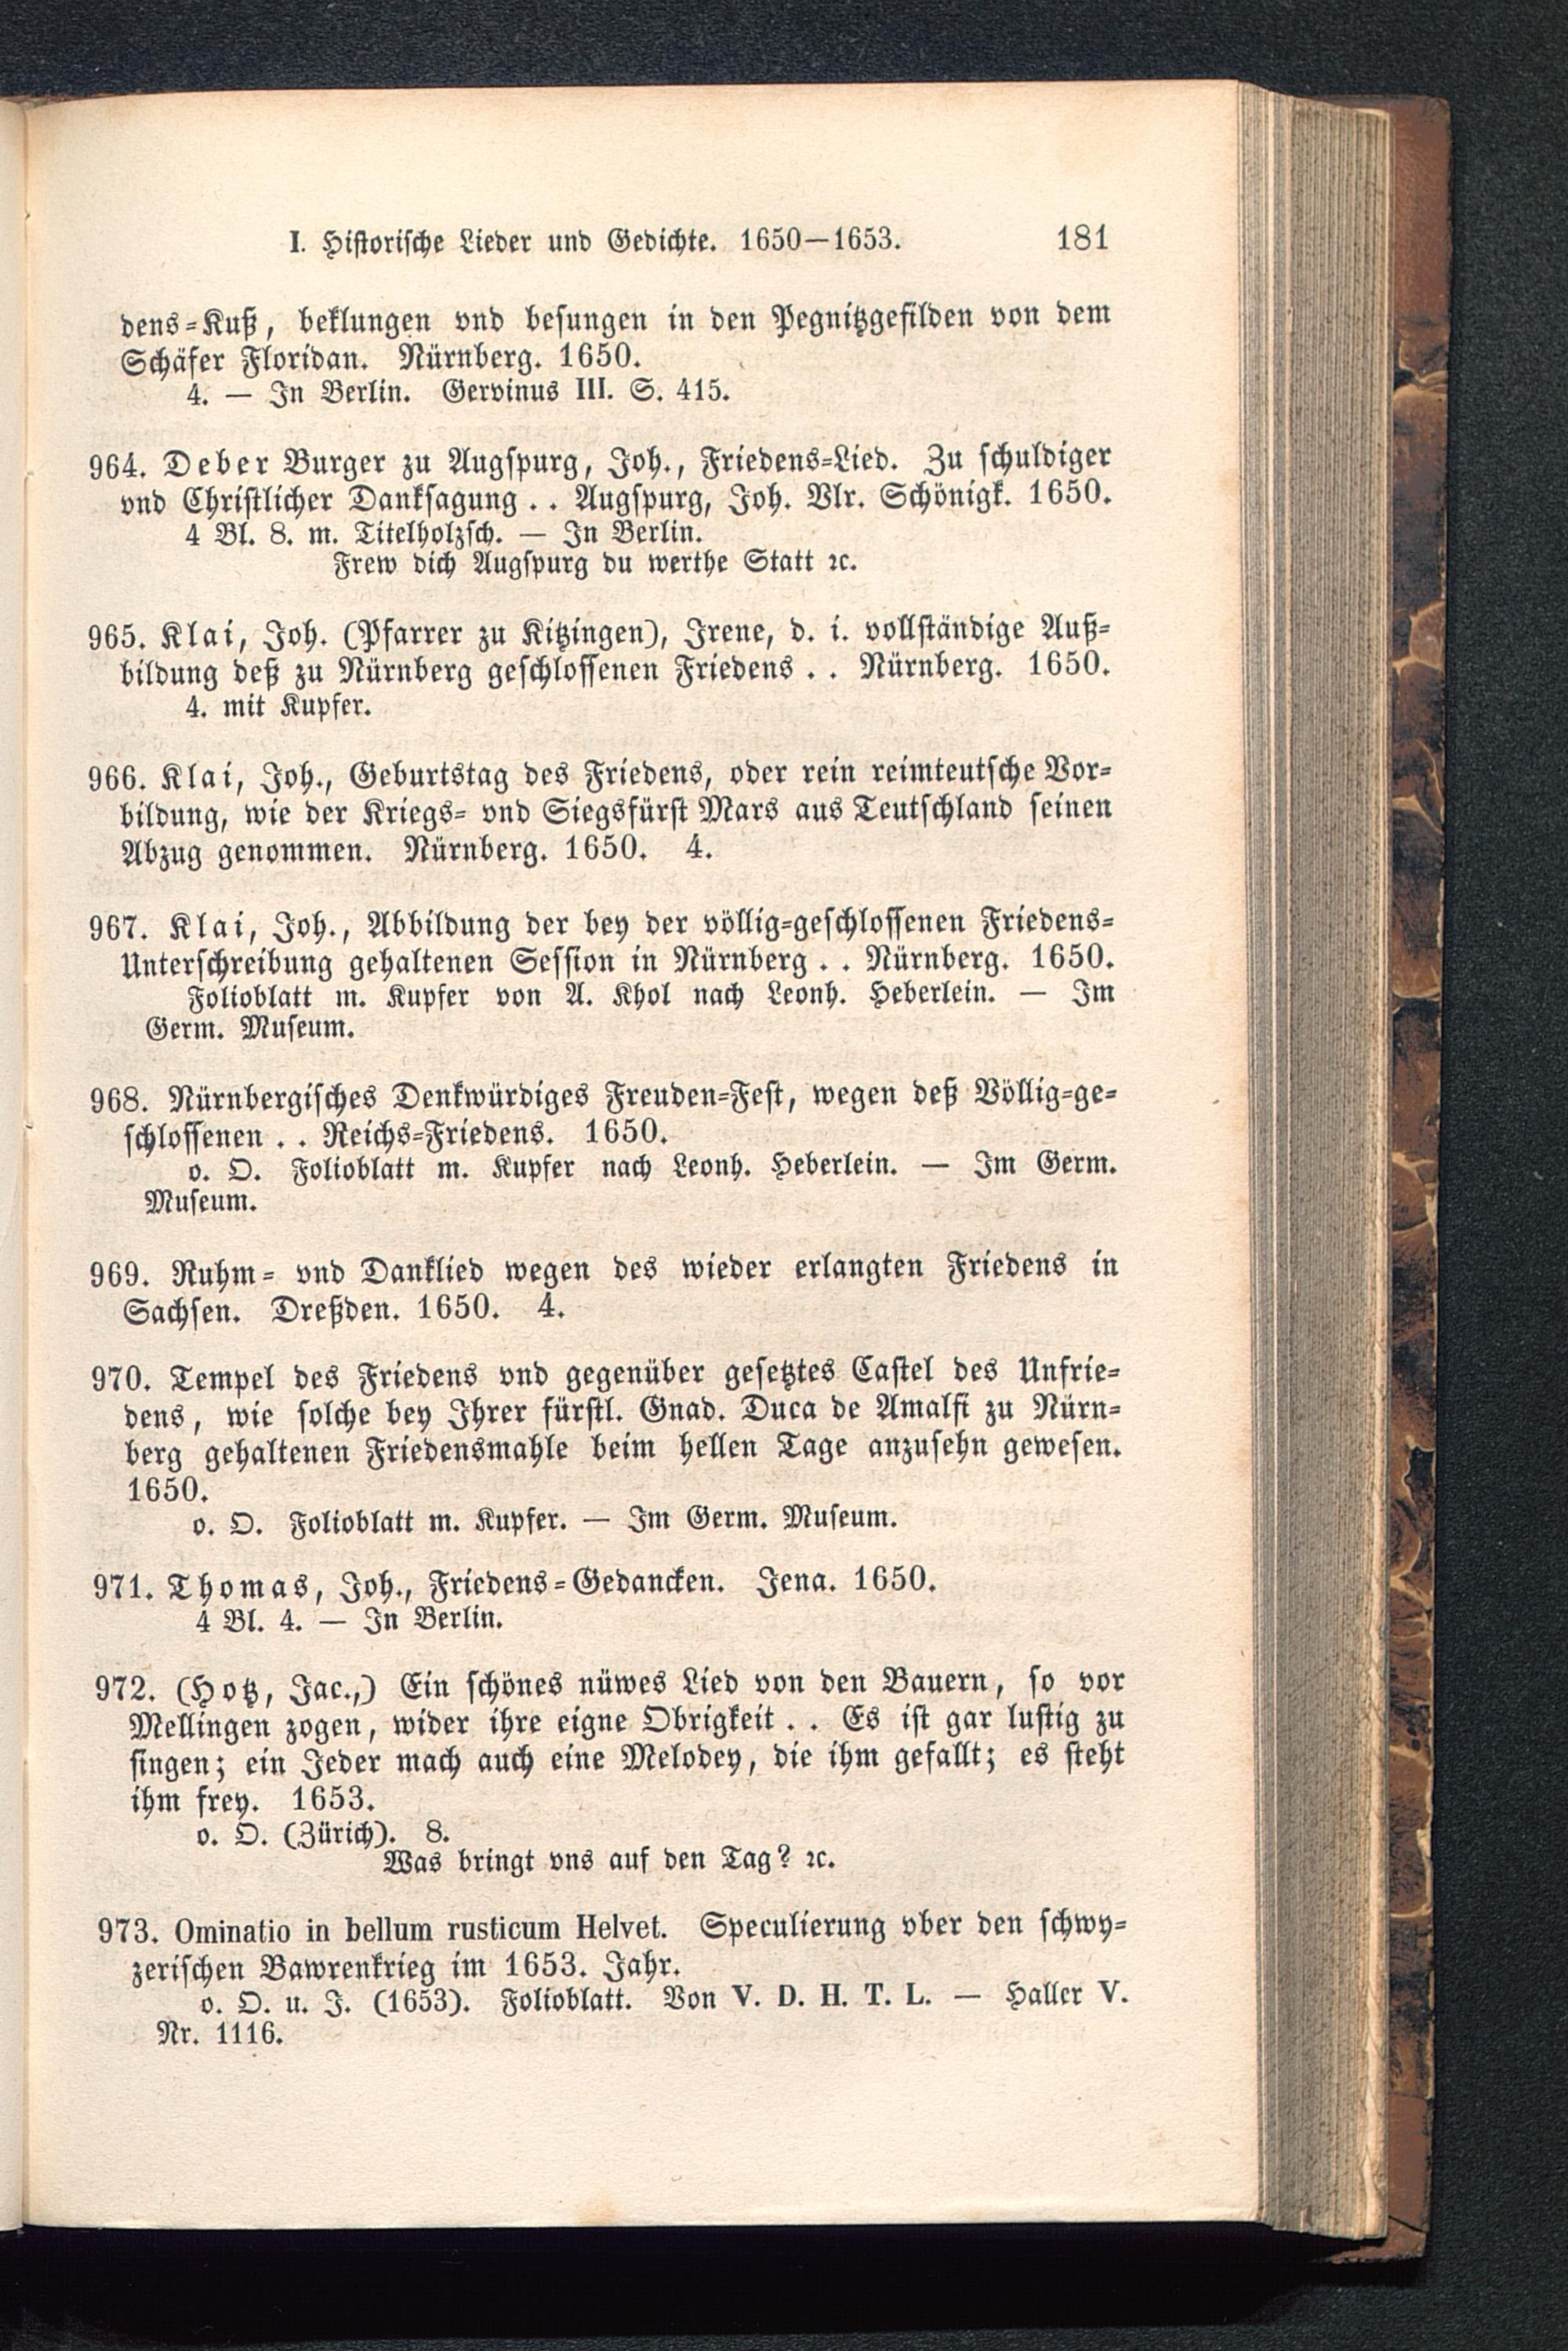 I. Historische Lieder und Gedichte. 1650—1653. 181
dens-Kuß, beklungen vnd besungen in den Pegnitzgefilden von dem
Schäfer Floridan. Nürnberg. 1650.
4. — In Berlin. Gervinus III. S. 415.
964. Deber Burger zu Augspurg, Joh., Friedens-Lied. Zu schuldiger
vnd Christlicher Danksagung . . Augspurg, Joh. Vlr. Schönigk. 1650.
4 Bl. 8. m. Titelholzsch. — In Berlin.
Frew dich Augspurg du werthe Statt ꝛc.
965. Klai, Joh. (Pfarrer zu Kitzingen), Irene, d. i. vollständige Auß-
bildung deß zu Nürnberg geschlossenen Friedens . . Nürnberg. 1650.
4. mit Kupfer.
966. Klai, Joh., Geburtstag des Friedens, oder rein reimteutsche Vor-
bildung, wie der Kriegs- vnd Siegsfürst Mars aus Teutschland seinen
Abzug genommen. Nürnberg. 1650. 4.
967. Klai, Joh., Abbildung der bey der völlig-geschlossenen Friedens-
Unterschreibung gehaltenen Session in Nürnberg . . Nürnberg. 1650.
Folioblatt m. Kupfer von A. Khol nach Leonh. Heberlein. — Im
Germ. Museum.
968. Nürnbergisches Denkwürdiges Freuden-Fest, wegen deß Völlig-ge-
schlossenen . . Reichs-Friedens. 1650.
o. O. Folioblatt m. Kupfer nach Leonh. Heberlein. — Im Germ.
Museum.
969. Ruhm- vnd Danklied wegen des wieder erlangten Friedens in
Sachsen. Dreßden. 1650. 4.
970. Tempel des Friedens vnd gegenüber gesetztes Castel des Unfrie-
dens, wie solche bey Ihrer fürstl. Gnad. Duca de Amalfi zu Nürn-
berg gehaltenen Friedensmahle beim hellen Tage anzusehn gewesen.
1650.
o. O. Folioblatt m. Kupfer. — Im Germ. Museum.
971. Thomas, Joh., Friedens-Gedancken. Jena. 1650.
4 Bl. 4. — In Berlin.
972. (Hotz, Jac.,) Ein schönes nüwes Lied von den Bauern, so vor
Mellingen zogen, wider ihre eigne Obrigkeit . . Es ist gar lustig zu
singen; ein Jeder mach auch eine Melodey, die ihm gefallt; es steht
ihm frey. 1653.
o. O. (Zürich). 8.
Was bringt vns auf den Tag? ꝛc.
973. Ominatio in bellum rusticum Helvet. Speculierung vber den schwy-
zerischen Bawrenkrieg im 1653. Jahr.
o. O. u. J. (1653). Folioblatt. Von V. D. H. T. L. — Haller V.
Nr. 1116.